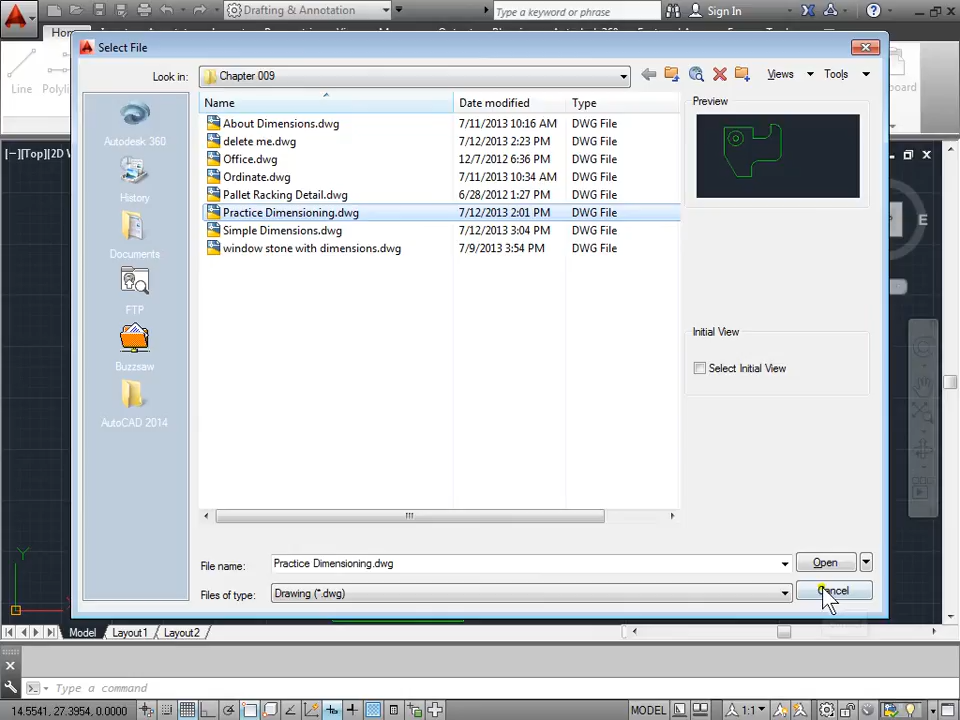 Drafting & Annotation
Type a keyword or phrase
Sign In
Select File
Look in:
Chapter 009
Views
Tools
Line
Polyli
Name
Date modified
Type
Preview
About Dimensions.dwg 7/11/2013 10:16 AM DWG File
delete me.dwg 7/12/2013 2:23 PM DWG File
Office.dwg 12/7/2012 6:36 PM DWG File
Ordinate.dwg 7/11/2013 10:34 AM DWG File
Pallet Racking Detail.dwg 6/28/2012 1:27 PM DWG File
Practice Dimensioning.dwg 7/12/2013 2:01 PM DWG File
Simple Dimensions.dwg 7/12/2013 3:04 PM DWG File
window stone with dimensions.dwg 7/9/2013 3:54 PM DWG File
Autodesk 360
History
Documents
FTP
Buzzsaw
AutoCAD 2014
[−][Top][2D W
E
Initial View
Select Initial View
File name:
Practice Dimensioning.dwg
Open
Files of type:
Drawing (*.dwg)
Cancel
Y
Model
Layout1
Layout2
Type a command
14.5541, 27.3954, 0.0000
MODEL
1:1